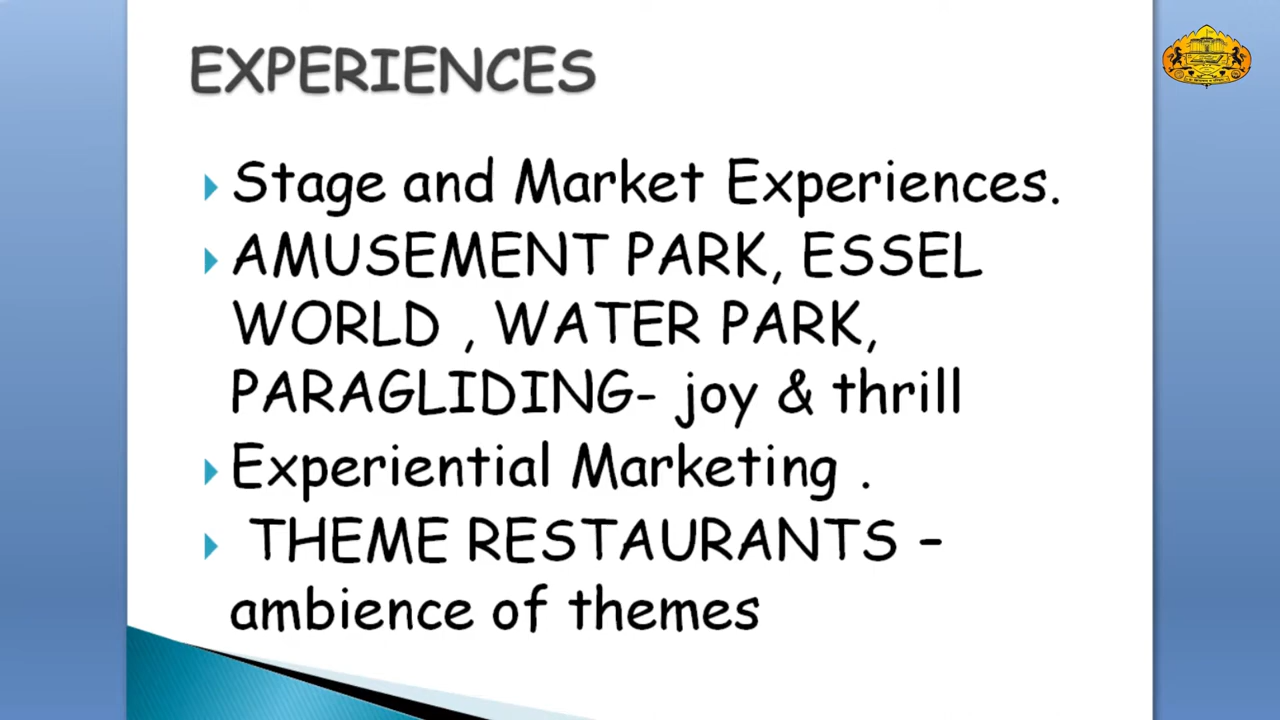 EXPERIENCES
Stage and Market Experiences.
AMUSEMENT PARK, ESSEL
WORLD , WATER PARK,
PARAGLIDING- joy & thrill
Experiential Marketing .
THEME RESTAURANTS –
ambience of themes